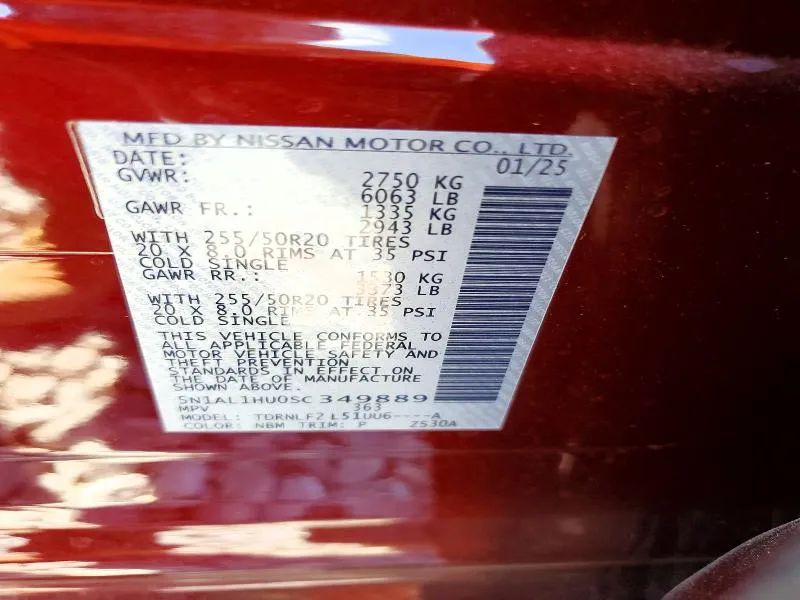 MFD BY NISSAN MOTOR CO., LTD.
DATE: 01/25
GVWR: 2750 KG
6063 LB
GAWR FR.: 1335 KG
2943 LB
WITH 255/50R20 TIRES
20 X 8.0 RIMS AT 35 PSI
COLD SINGLE
GAWR RR.: 1530 KG
3373 LB
WITH 255/50R20 TIRES
20 X 8.0 RIMS AT 35 PSI
COLD SINGLE
THIS VEHICLE CONFORMS TO
ALL APPLICABLE FEDERAL
MOTOR VEHICLE SAFETY AND
THEFT PREVENTION
STANDARDS IN EFFECT ON
THE DATE OF MANUFACTURE
SHOWN ABOVE.
5N1AL1HU0SC349889
MPV 363
MODEL: TDRNLFZ L51UU6----A
COLOR: NBM TRIM: P ZS30A